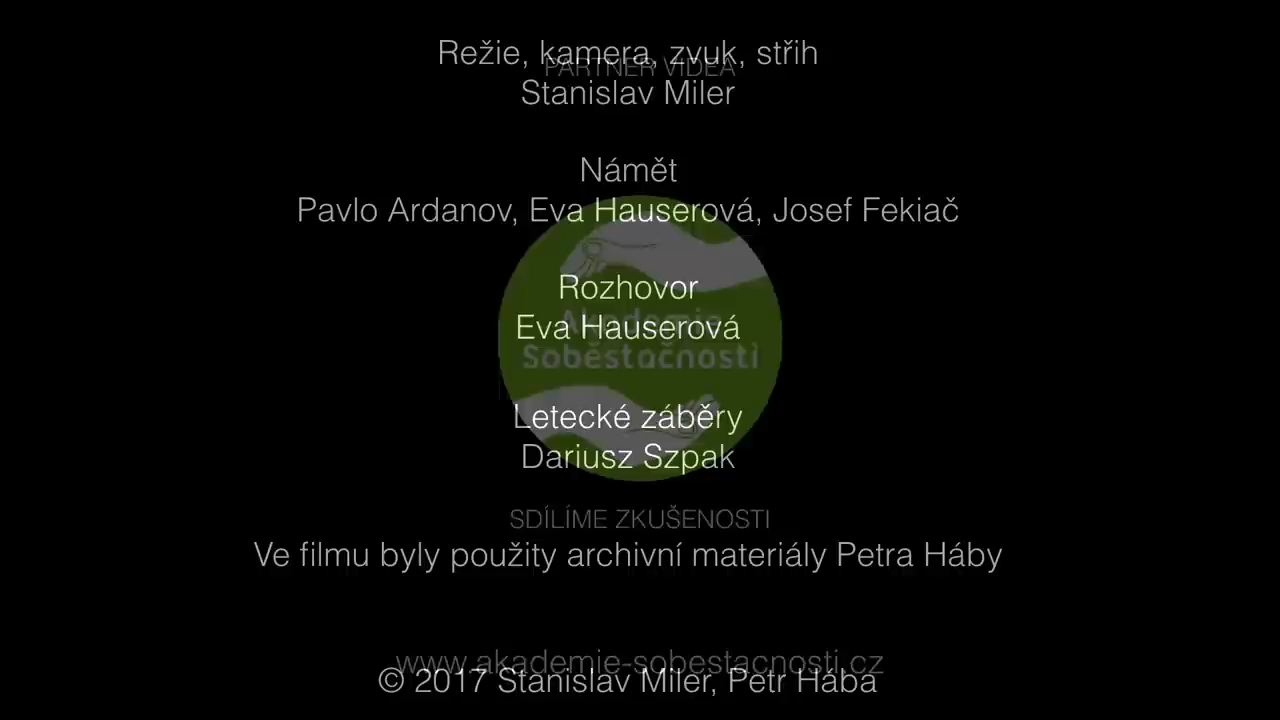 Režie, kamera, zvuk, střih
PARTNER VIDEA
Stanislav Miler
Námět
Pavlo Ardanov, Eva Hauserová, Josef Fekiač
Rozhovor
Akademie
Eva Hauserová
Soběstačnosti
Letecké záběry
Dariusz Szpak
SDÍLÍME ZKUŠENOSTI
Ve filmu byly použity archivní materiály Petra Háby
www.akademie-sobestacnosti.cz
© 2017 Stanislav Miler, Petr Hába